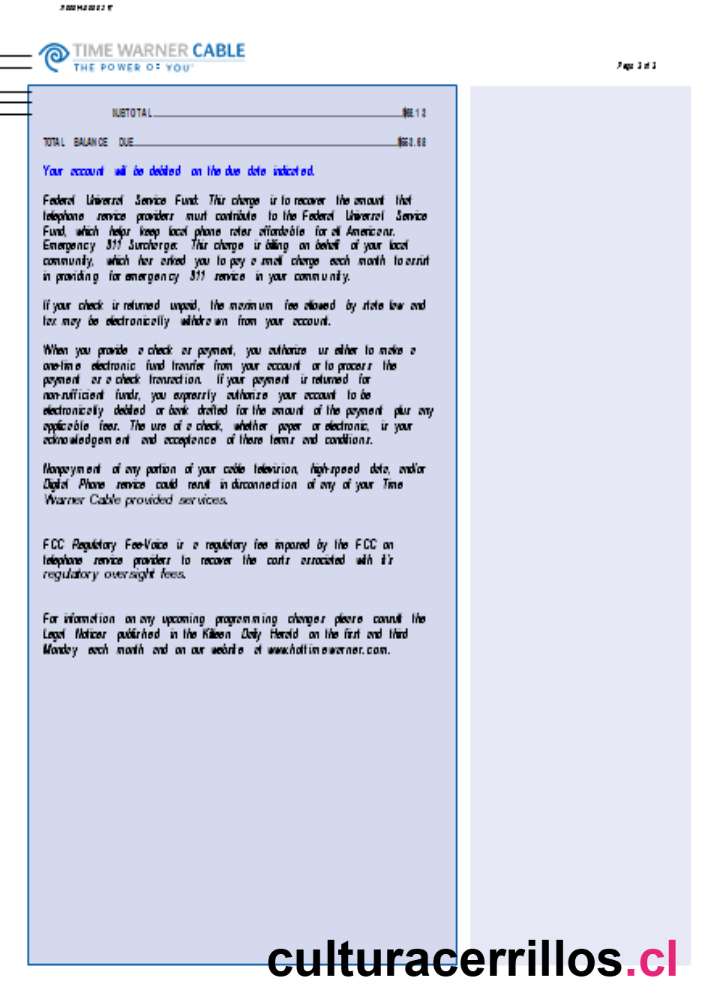 TIME WARNER CABLE
THE POWER OF YOU
Page 3 of 3
SUBTOTAL
TOTAL BALANCE DUE
Your account will be debited on the due date indicated.
Federal Universal Service Fund: This charge is to recover the amount that
telephone service providers must contribute to the Federal Universal Service
Fund, which helps keep local phone rates affordable for all Americans.
Emergency 911 Surcharge: This charge is billing on behalf of your local
community, which has asked you to pay a small charge each month to assist
in providing for emergency 911 service in your community.
If your check is returned unpaid, the maximum fee allowed by state law and
tax may be electronically withdrawn from your account.
When you provide a check as payment, you authorize us either to make a
one-time electronic fund transfer from your account or to process the
payment as a check transaction. If your payment is returned for
non-sufficient funds, you expressly authorize your account to be
electronically debited or bank drafted for the amount of the payment plus any
applicable fees. The use of a check, whether paper or electronic, is your
acknowledgement and acceptance of these terms and conditions.
Nonpayment of any portion of your cable television, high-speed data, and/or
Digital Phone service could result in disconnection of any of your Time
Warner Cable provided services.
FCC Regulatory Fee-Voice is a regulatory fee imposed by the FCC on
telephone service providers to recover the costs associated with it's
regulatory oversight fees.
For information on any upcoming programming changes please consult the
Legal Notices published in the Killeen Daily Herald on the first and third
Monday each month and on our website at www.hottimewarner.com.
culturacerrillos.cl